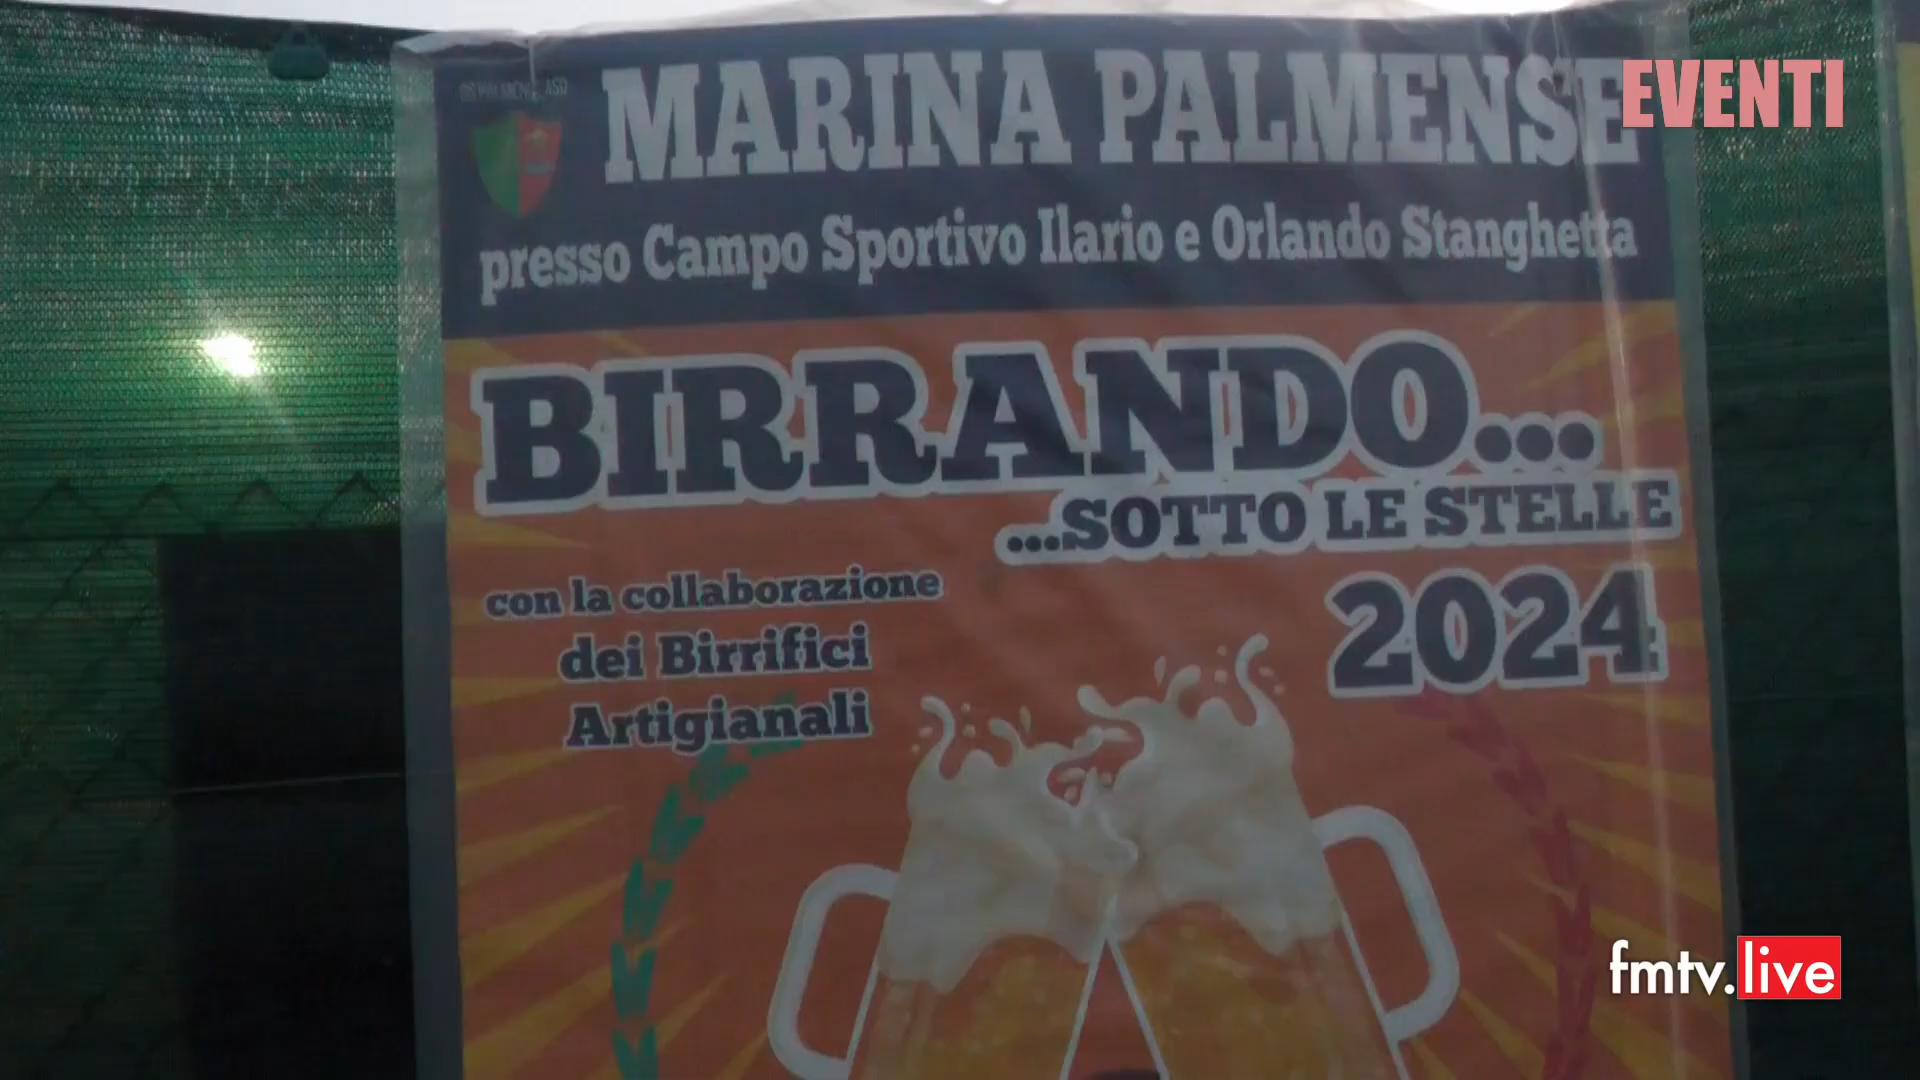 EVENTI
MARINA PALMENSE
presso Campo Sportivo Ilario e Orlando Stanghetta
BIRRANDO...
...SOTTO LE STELLE
2024
con la collaborazione
dei Birrifici
Artigianali
fmtv.live